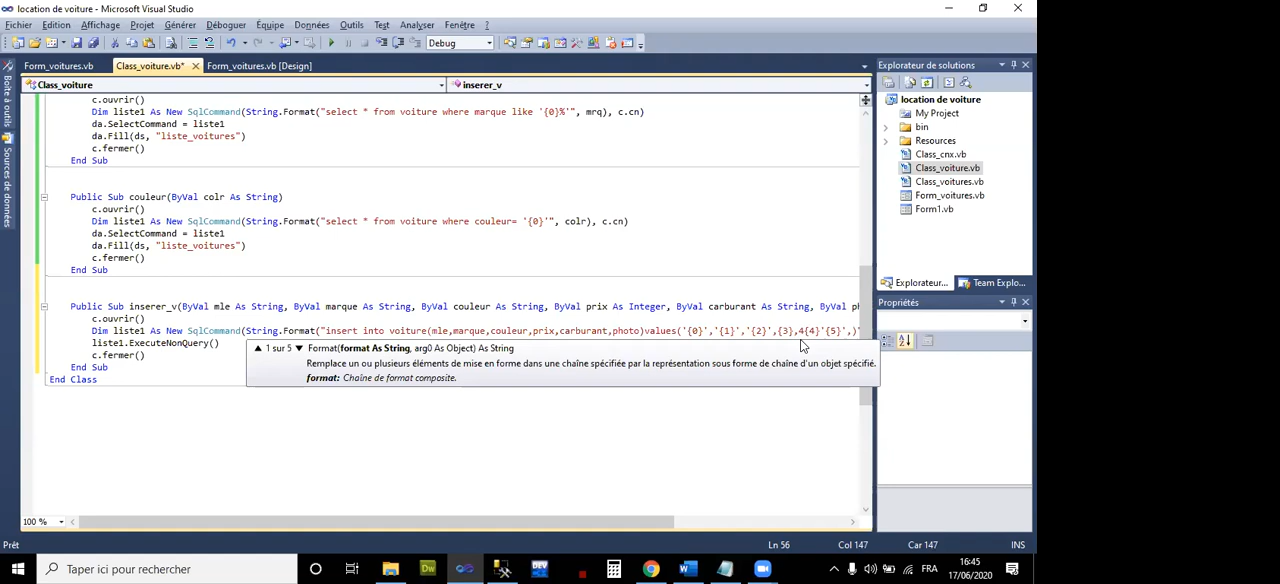 location de voiture - Microsoft Visual Studio
Fichier Edition Affichage Projet Générer Déboguer Équipe Données Outils Test Analyser Fenêtre ?
Debug
Form_voitures.vb Class_voiture.vb* × Form_voitures.vb [Design]
Class_voiture inserer_v
c.ouvrir()
Dim liste1 As New SqlCommand(String.Format("select * from voiture where marque like '{0}%'", mrq), c.cn)
da.SelectCommand = liste1
da.Fill(ds, "liste_voitures")
c.fermer()
End Sub
Public Sub couleur(ByVal colr As String)
c.ouvrir()
Dim liste1 As New SqlCommand(String.Format("select * from voiture where couleur= '{0}'", colr), c.cn)
da.SelectCommand = liste1
da.Fill(ds, "liste_voitures")
c.fermer()
End Sub
Public Sub inserer_v(ByVal mle As String, ByVal marque As String, ByVal couleur As String, ByVal prix As Integer, ByVal carburant As String, ByVal ph
c.ouvrir()
Dim liste1 As New SqlCommand(String.Format("insert into voiture(mle,marque,couleur,prix,carburant,photo)values('{0}','{1}','{2}',{3},4{4}'{5}',)"
liste1.ExecuteNonQuery()
c.fermer()
End Sub
End Class
▲ 1 sur 5 ▼ Format(format As String, arg0 As Object) As String
Remplace un ou plusieurs éléments de mise en forme dans une chaîne spécifiée par la représentation sous forme de chaîne d'un objet spécifié.
format: Chaîne de format composite.
100 %
Boîte à outils
Sources de données
Explorateur de solutions
location de voiture
My Project
bin
Resources
Class_cnx.vb
Class_voiture.vb
Class_voitures.vb
Form_voitures.vb
Form1.vb
Explorateur... Team Explo...
Propriétés
Prêt Ln 56 Col 147 Car 147 INS
Taper ici pour rechercher
Dw
DEV
FRA
16:45
17/06/2020